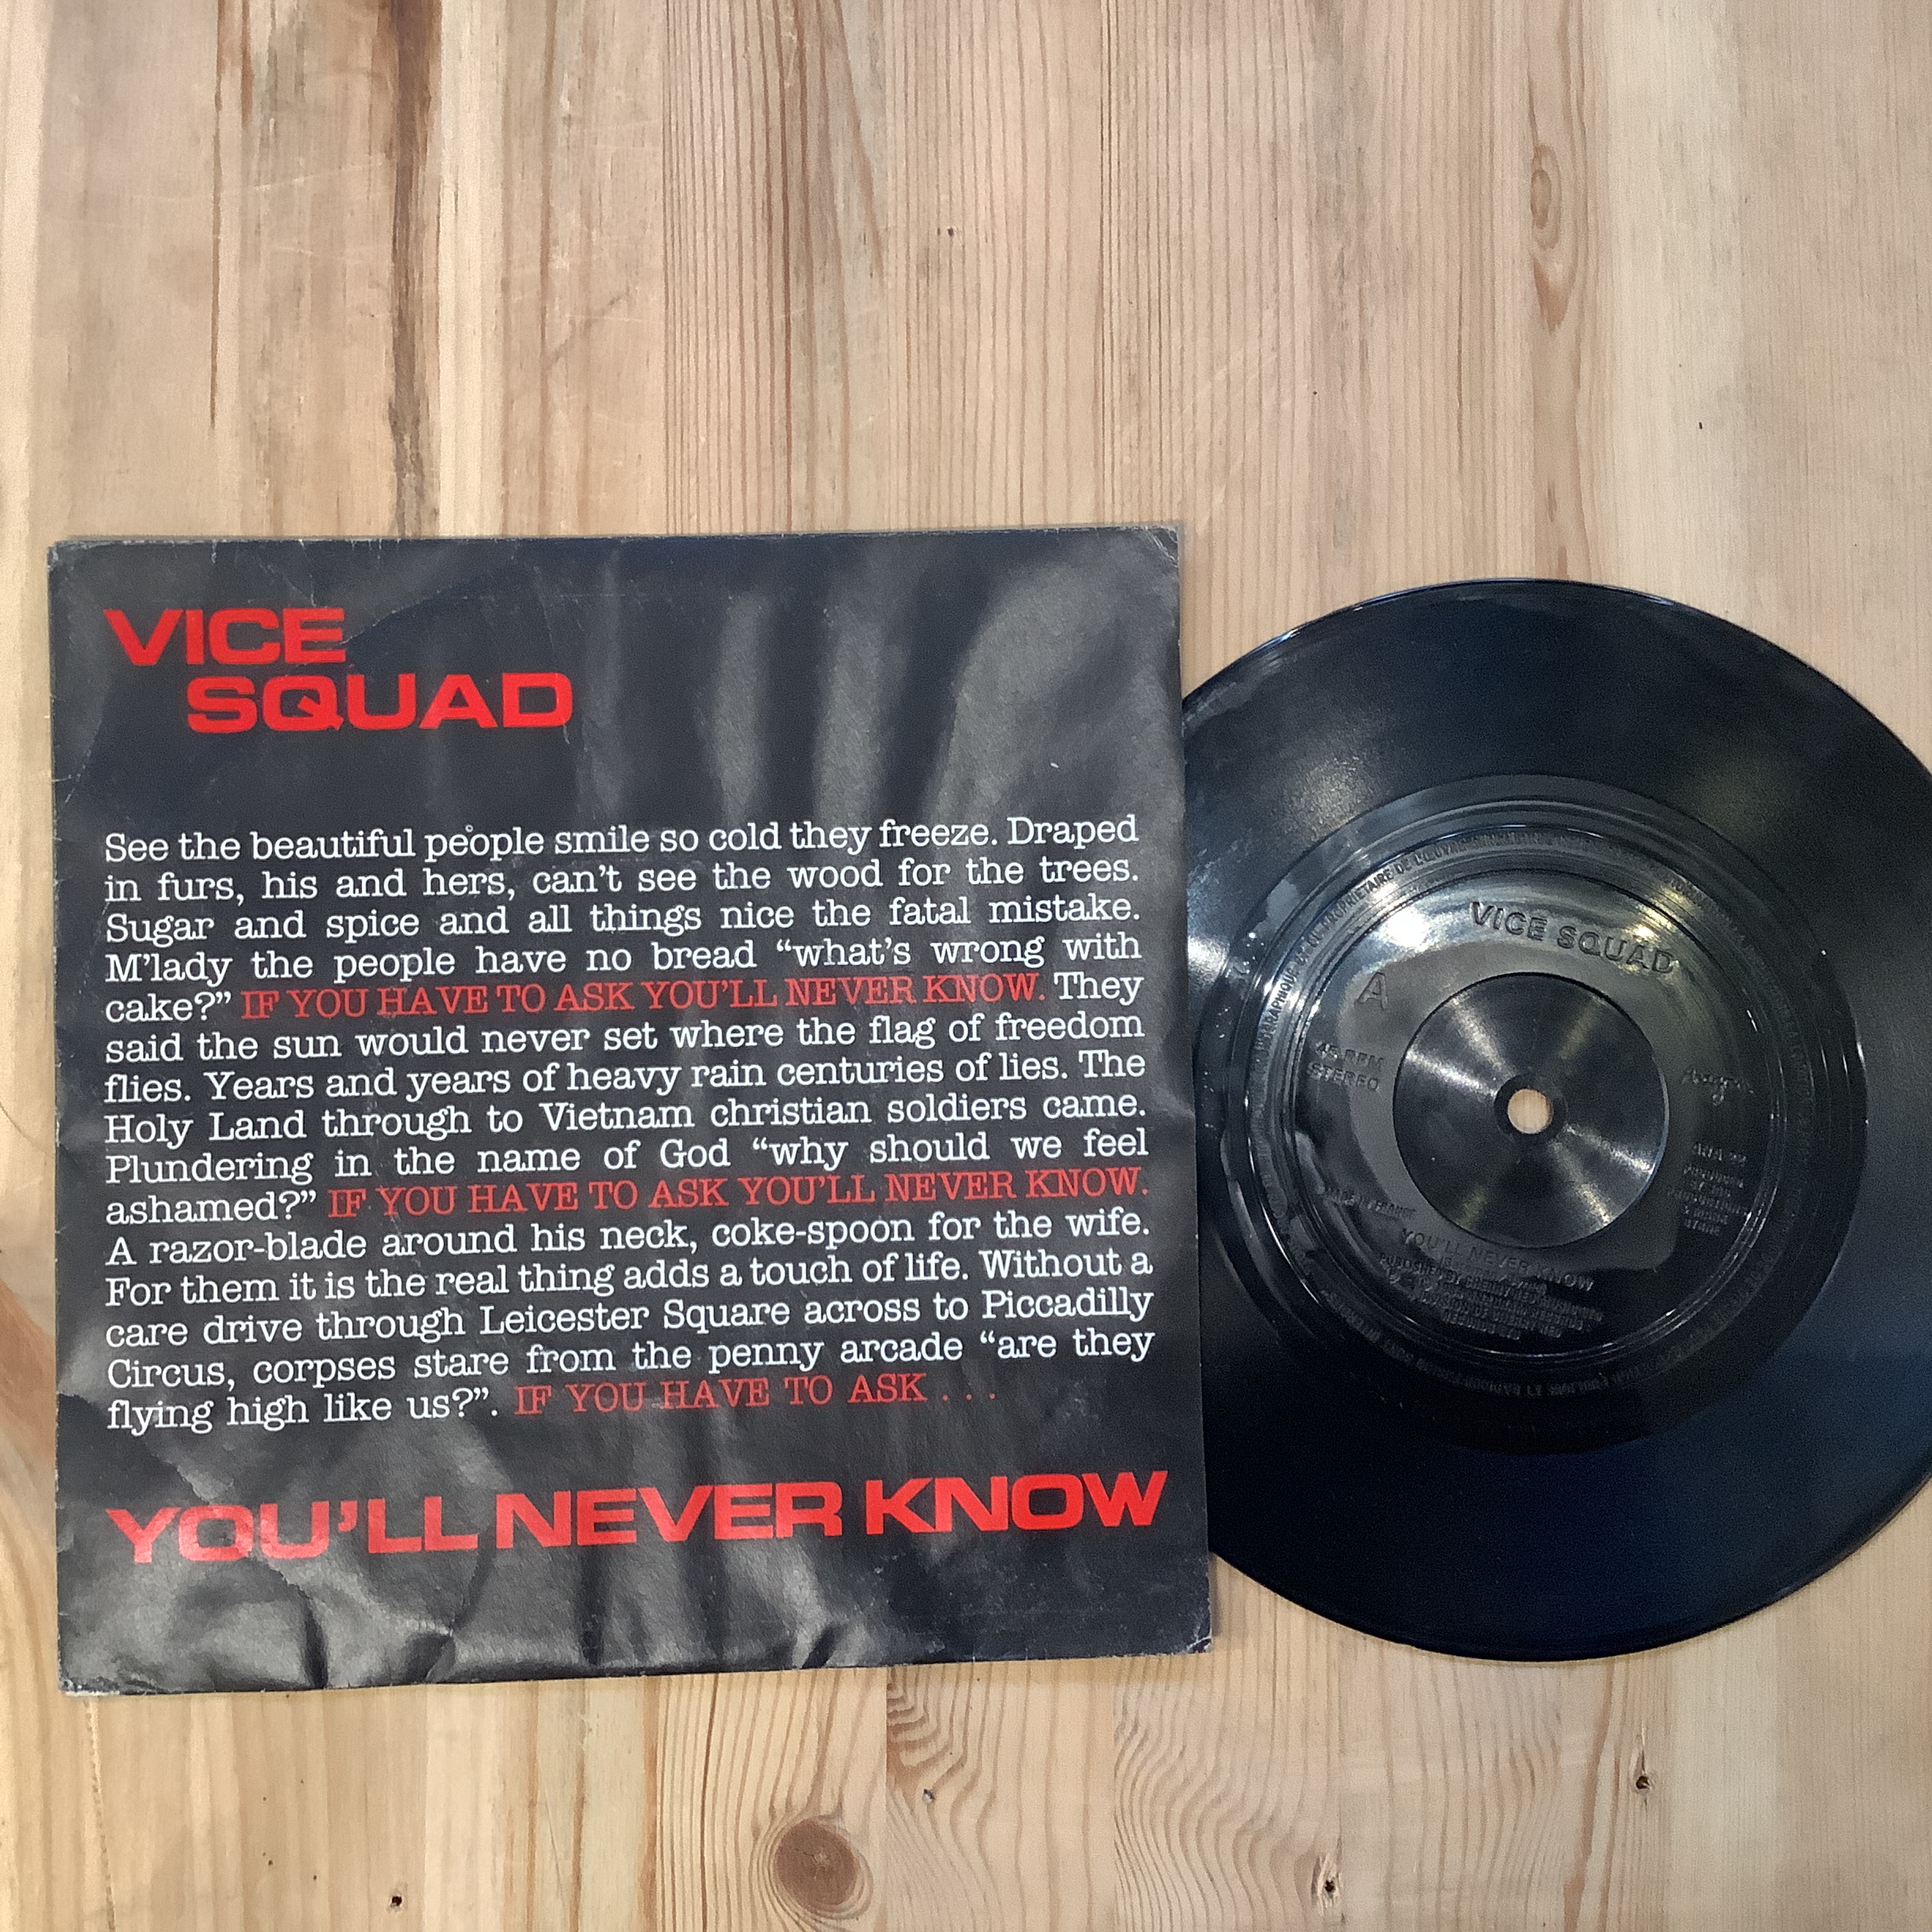 VICE
SQUAD
See the beautiful people smile so cold they freeze. Draped
in furs, his and hers, can't see the wood for the trees.
Sugar and spice and all things nice the fatal mistake.
M'lady the people have no bread “what's wrong with
cake?” IF YOU HAVE TO ASK YOU'LL NEVER KNOW. They
said the sun would never set where the flag of freedom
flies. Years and years of heavy rain centuries of lies. The
Holy Land through to Vietnam christian soldiers came.
Plundering in the name of God “why should we feel
ashamed?” IF YOU HAVE TO ASK YOU'LL NEVER KNOW.
A razor-blade around his neck, coke-spoon for the wife.
For them it is the real thing adds a touch of life. Without a
care drive through Leicester Square across to Piccadilly
Circus, corpses stare from the penny arcade “are they
flying high like us?”. IF YOU HAVE TO ASK . . .
YOU'LL NEVER KNOW
VICE SQUAD
A
45 RPM
STEREO
MADE IN FRANCE
YOU'LL NEVER KNOW
PUBLISHED BY
PROPRIETAIRE DE L'OEUVRE